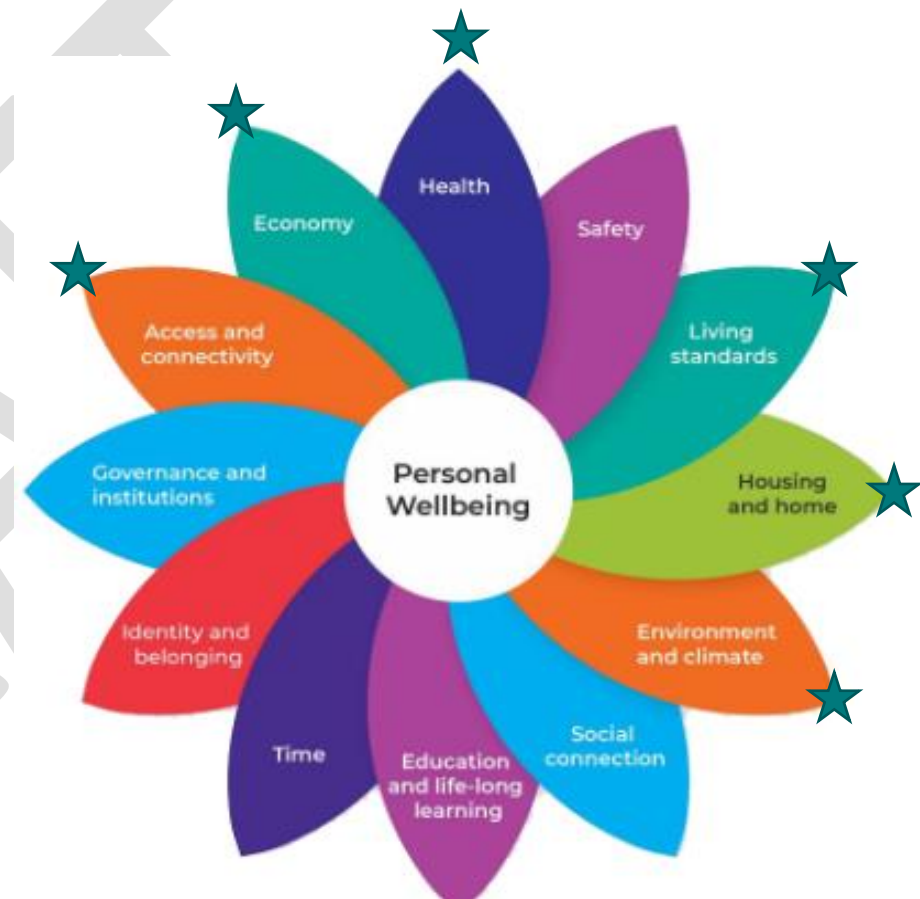 Health
Safety
Living
standards
Housing
and home
Environment
and climate
Social
connection
Education
and life-long
learning
Time
Identity and
belonging
Governance and
institutions
Access and
connectivity
Economy
Personal
Wellbeing